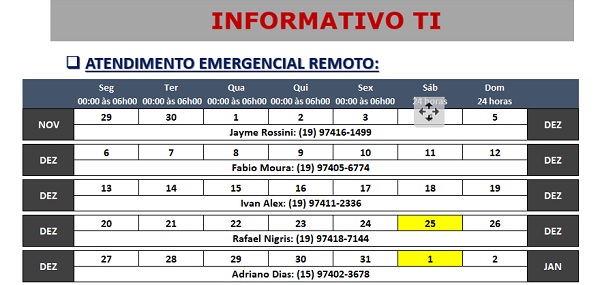 INFORMATIVO TI
ATENDIMENTO EMERGENCIAL REMOTO:
Seg Ter Qua Qui Sex Sáb Dom
00:00 às 06h00 00:00 às 06h00 00:00 às 06h00 00:00 às 06h00 00:00 às 06h00 24 horas 24 horas
NOV 29 30 1 2 3 5 DEZ
Jayme Rossini: (19) 97416-1499
DEZ 6 7 8 9 10 11 12 DEZ
Fabio Moura: (15) 97405-6774
DEZ 13 14 15 16 17 18 19 DEZ
Ivan Alex: (19) 97411-2336
DEZ 20 21 22 23 24 25 26 DEZ
Rafael Nigris: (19) 97418-7144
DEZ 27 28 29 30 31 1 2 JAN
Adriano Dias: (15) 97402-3678